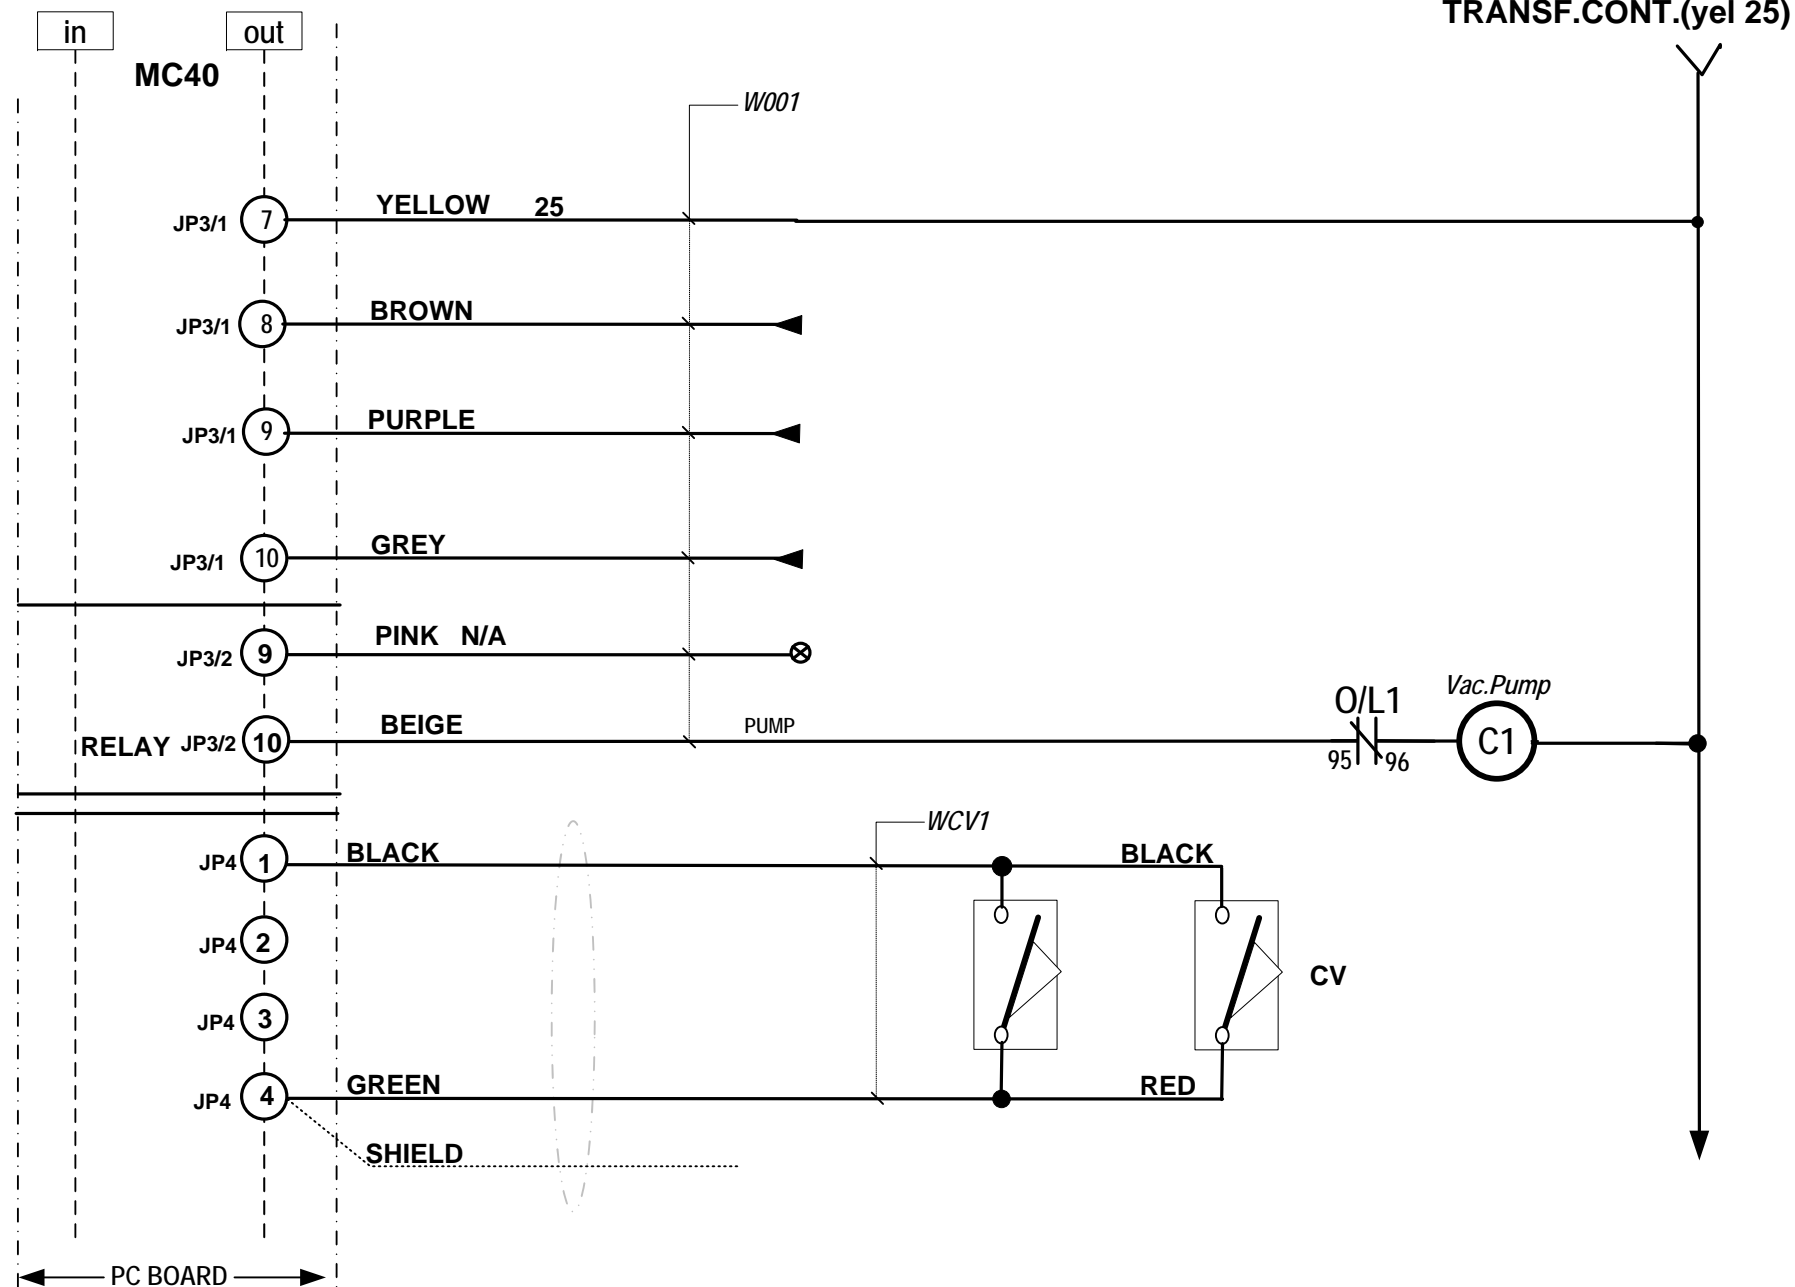 TRANSF.CONT.(yel 25)
in out
MC40
W001
JP3/1 7 YELLOW 25
JP3/1 8 BROWN
JP3/1 9 PURPLE
JP3/1 10 GREY
JP3/2 9 PINK N/A
O/L1 Vac.Pump
RELAY JP3/2 10 BEIGE PUMP C1
95 96
WCV1
JP4 1 BLACK BLACK
JP4 2
CV
JP4 3
JP4 4 GREEN RED
SHIELD
PC BOARD